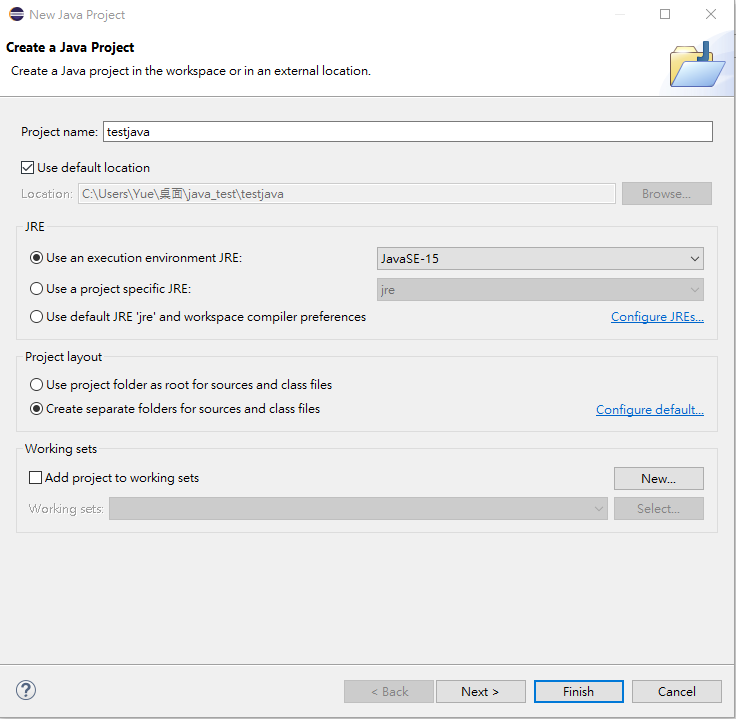 New Java Project
Create a Java Project
Create a Java project in the workspace or in an external location.
Project name: testjava
Use default location
Location: C:\Users\Yue\桌面\java_test\testjava Browse...
JRE
Use an execution environment JRE: JavaSE-15
Use a project specific JRE: jre
Use default JRE 'jre' and workspace compiler preferences Configure JREs...
Project layout
Use project folder as root for sources and class files
Create separate folders for sources and class files Configure default...
Working sets
Add project to working sets New...
Working sets: Select...
? < Back Next > Finish Cancel